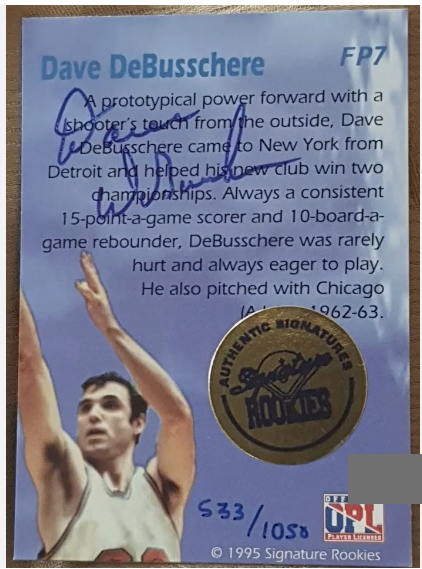 Dave DeBusschere
FP7
A prototypical power forward with a
shooter's touch from the outside, Dave
DeBusschere came to New York from
Detroit and helped his new club win two
championships. Always a consistent
15-point-a-game scorer and 10-board-a-
game rebounder, DeBusschere was rarely
hurt and always eager to play.
He also pitched with Chicago
1962-63.
AUTHENTIC SIGNATURES
Signature
ROOKIES
533/1050
OFF
UPL
PLAYER LICENSEE
© 1995 Signature Rookies